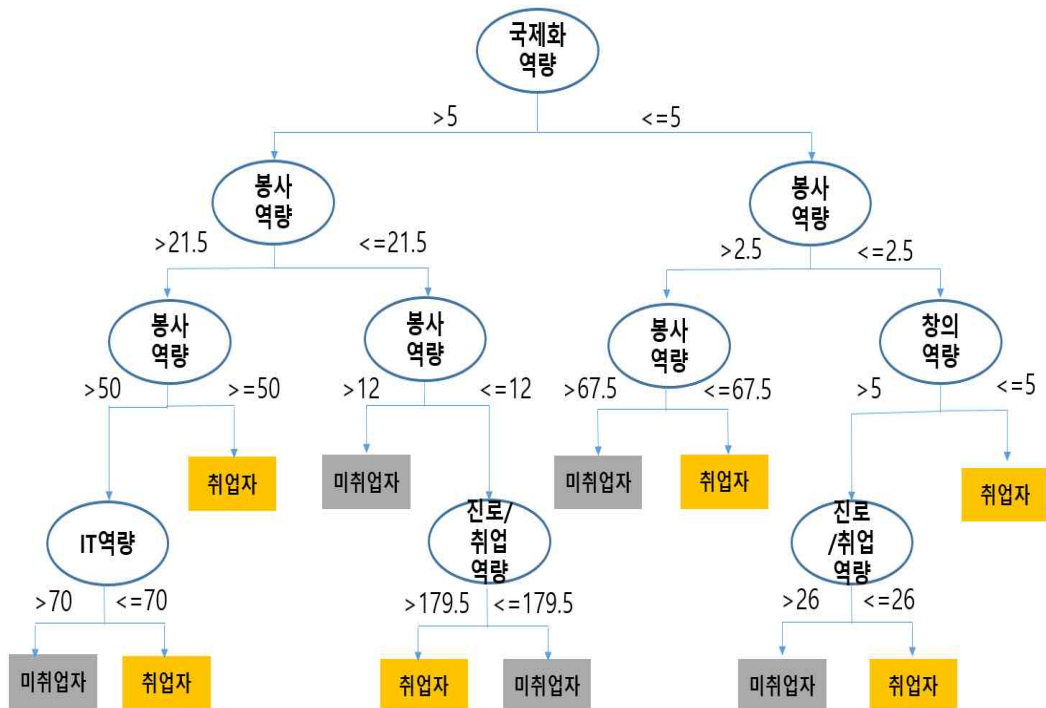 국제화
역량
>5
<=5
봉사
역량
봉사
역량
>21.5
<=21.5
>2.5
<=2.5
봉사
역량
봉사
역량
봉사
역량
창의
역량
>50
>=50
>12
<=12
>67.5
<=67.5
>5
<=5
취업자
미취업자
미취업자
취업자
취업자
IT역량
진로/
취업
역량
진로
/취업
역량
>70
<=70
>179.5
<=179.5
>26
<=26
미취업자
취업자
취업자
미취업자
미취업자
취업자